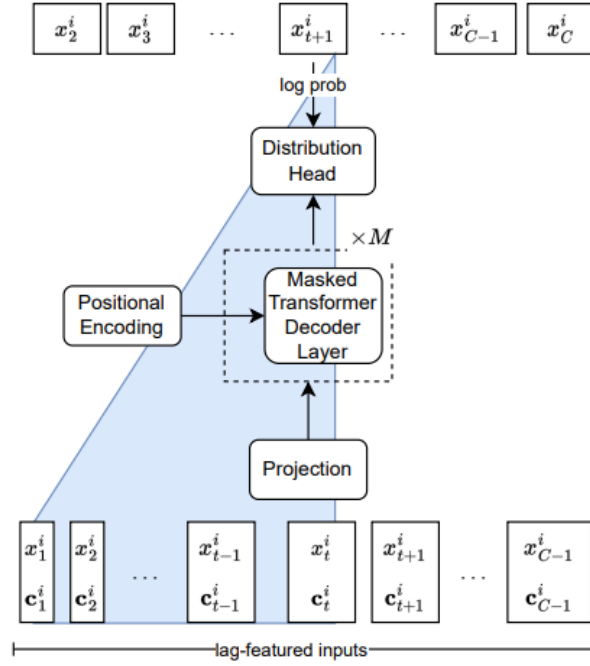 x_2^i x_3^i ... x_{t+1}^i ... x_{C-1}^i x_C^i
log prob
Distribution
Head
×M
Masked
Transformer
Decoder
Layer
Positional
Encoding
Projection
x_1^i x_2^i ... x_{t-1}^i x_t^i x_{t+1}^i ... x_{C-1}^i
c_1^i c_2^i c_{t-1}^i c_t^i c_{t+1}^i c_{C-1}^i
lag-featured inputs